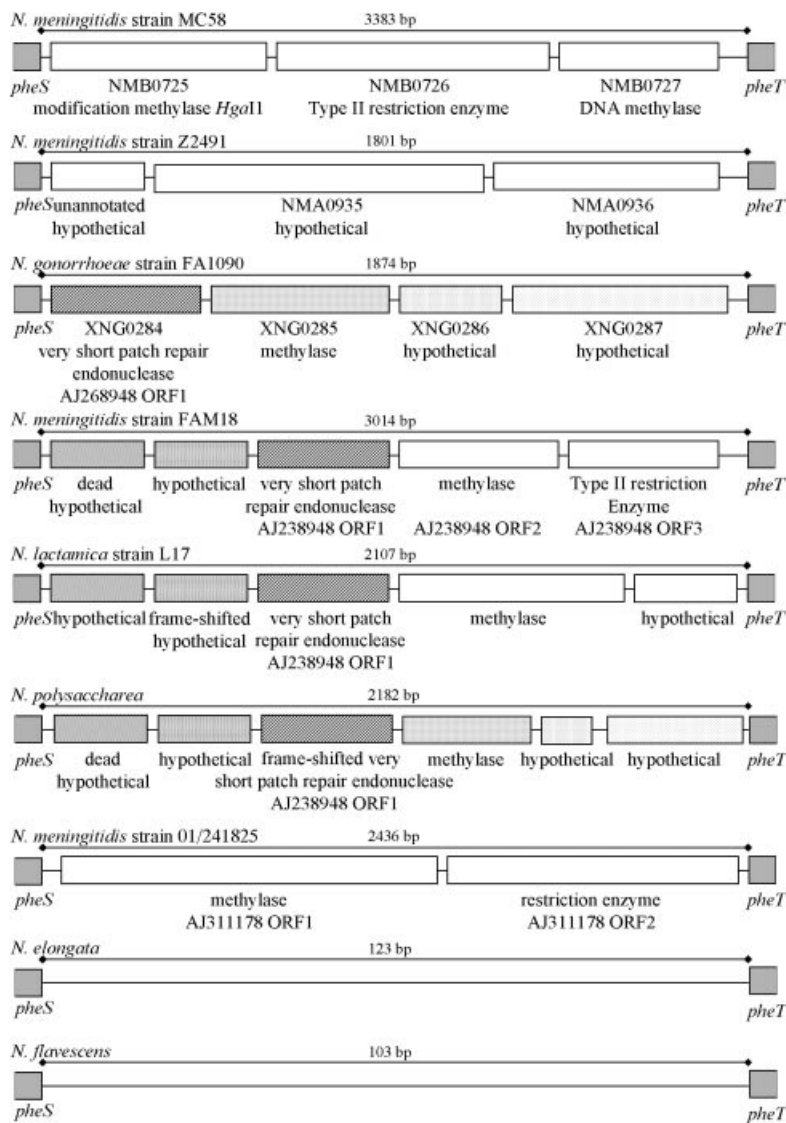 N. meningitidis strain MC58
3383 bp
pheS
NMB0725
NMB0726
NMB0727
pheT
modification methylase HgaI1
Type II restriction enzyme
DNA methylase
N. meningitidis strain Z2491
1801 bp
pheS
unannotated
NMA0935
NMA0936
pheT
hypothetical
hypothetical
hypothetical
N. gonorrhoeae strain FA1090
1874 bp
pheS
XNG0284
XNG0285
XNG0286
XNG0287
pheT
very short patch repair
methylase
hypothetical
hypothetical
endonuclease
AJ268948 ORF1
N. meningitidis strain FAM18
3014 bp
pheS
dead
hypothetical
very short patch
methylase
Type II restriction
pheT
hypothetical
repair endonuclease
Enzyme
AJ238948 ORF1
AJ238948 ORF2
AJ238948 ORF3
N. lactamica strain L17
2107 bp
pheS
hypothetical
frame-shifted
very short patch
methylase
hypothetical
pheT
hypothetical
repair endonuclease
AJ238948 ORF1
N. polysaccharea
2182 bp
pheS
dead
hypothetical
frame-shifted very
methylase
hypothetical
hypothetical
pheT
hypothetical
short patch repair endonuclease
AJ238948 ORF1
N. meningitidis strain 01/241825
2436 bp
pheS
methylase
restriction enzyme
pheT
AJ311178 ORF1
AJ311178 ORF2
N. elongata
123 bp
pheS
pheT
N. flavescens
103 bp
pheS
pheT